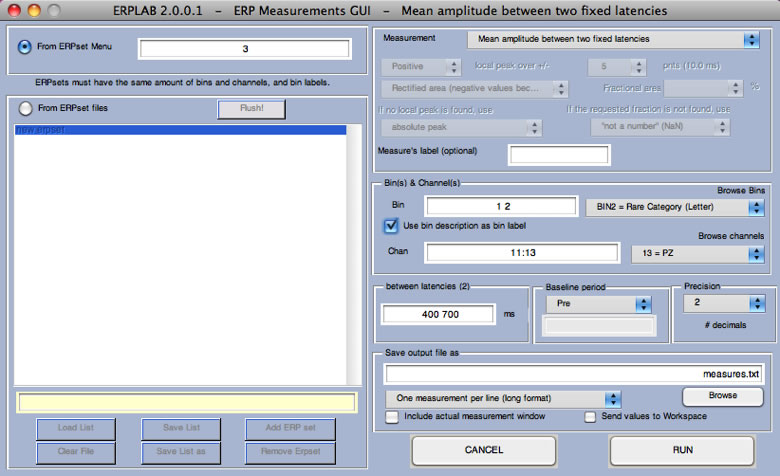 ERPLAB 2.0.0.1 - ERP Measurements GUI - Mean amplitude between two fixed latencies
From ERPset Menu
3
ERPsets must have the same amount of bins and channels, and bin labels.
From ERPset files
Flush!
new erpset
Load List
Save List
Add ERP set
Clear File
Save List as
Remove Erpset
Measurement
Mean amplitude between two fixed latencies
Positive
local peak over +/-
5
pnts (10.0 ms)
Rectified area (negative values bec...
Fractional area
%
If no local peak is found, use
If the requested fraction is not found, use
absolute peak
"not a number" (NaN)
Measure's label (optional)
Bin(s) & Channel(s)
Browse Bins
Bin
1 2
BIN2 = Rare Category (Letter)
Use bin description as bin label
Browse channels
Chan
11:13
13 = PZ
between latencies (2)
400 700
ms
Baseline period
Pre
Precision
2
# decimals
Save output file as
measures.txt
One measurement per line (long format)
Browse
Include actual measurement window
Send values to Workspace
CANCEL
RUN